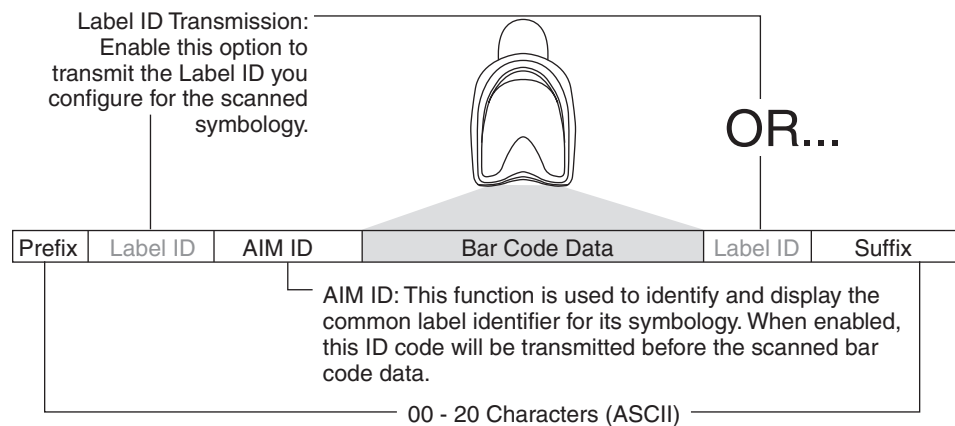 Label ID Transmission:
Enable this option to
transmit the Label ID you
configure for the scanned
symbology.
OR...
Prefix Label ID AIM ID Bar Code Data Label ID Suffix
AIM ID: This function is used to identify and display the
common label identifier for its symbology. When enabled,
this ID code will be transmitted before the scanned bar
code data.
00 - 20 Characters (ASCII)